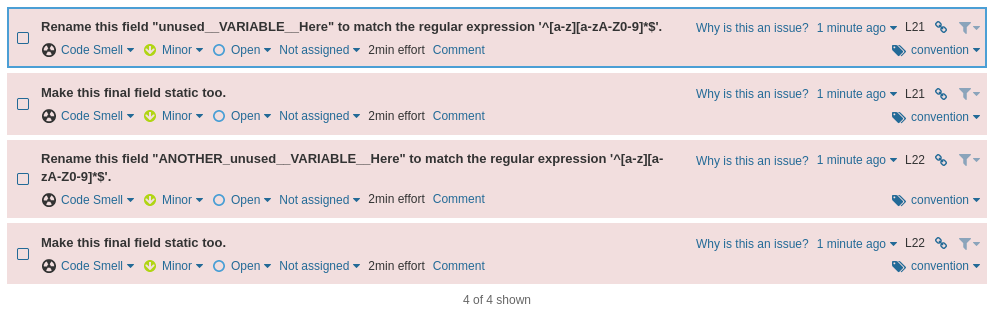 Rename this field "unused__VARIABLE__Here" to match the regular expression '^[a-z][a-zA-Z0-9]*$'. Why is this an issue? 1 minute ago L21
Code Smell Minor Open Not assigned 2min effort Comment convention
Make this final field static too. Why is this an issue? 1 minute ago L21
Code Smell Minor Open Not assigned 2min effort Comment convention
Rename this field "ANOTHER_unused__VARIABLE__Here" to match the regular expression '^[a-z][a- Why is this an issue? 1 minute ago L22
zA-Z0-9]*$'.
Code Smell Minor Open Not assigned 2min effort Comment convention
Make this final field static too. Why is this an issue? 1 minute ago L22
Code Smell Minor Open Not assigned 2min effort Comment convention
4 of 4 shown